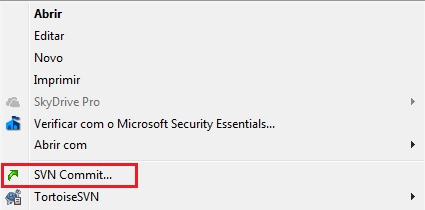 Abrir
Editar
Novo
Imprimir
SkyDrive Pro
Verificar com o Microsoft Security Essentials...
Abrir com
SVN Commit...
TortoiseSVN